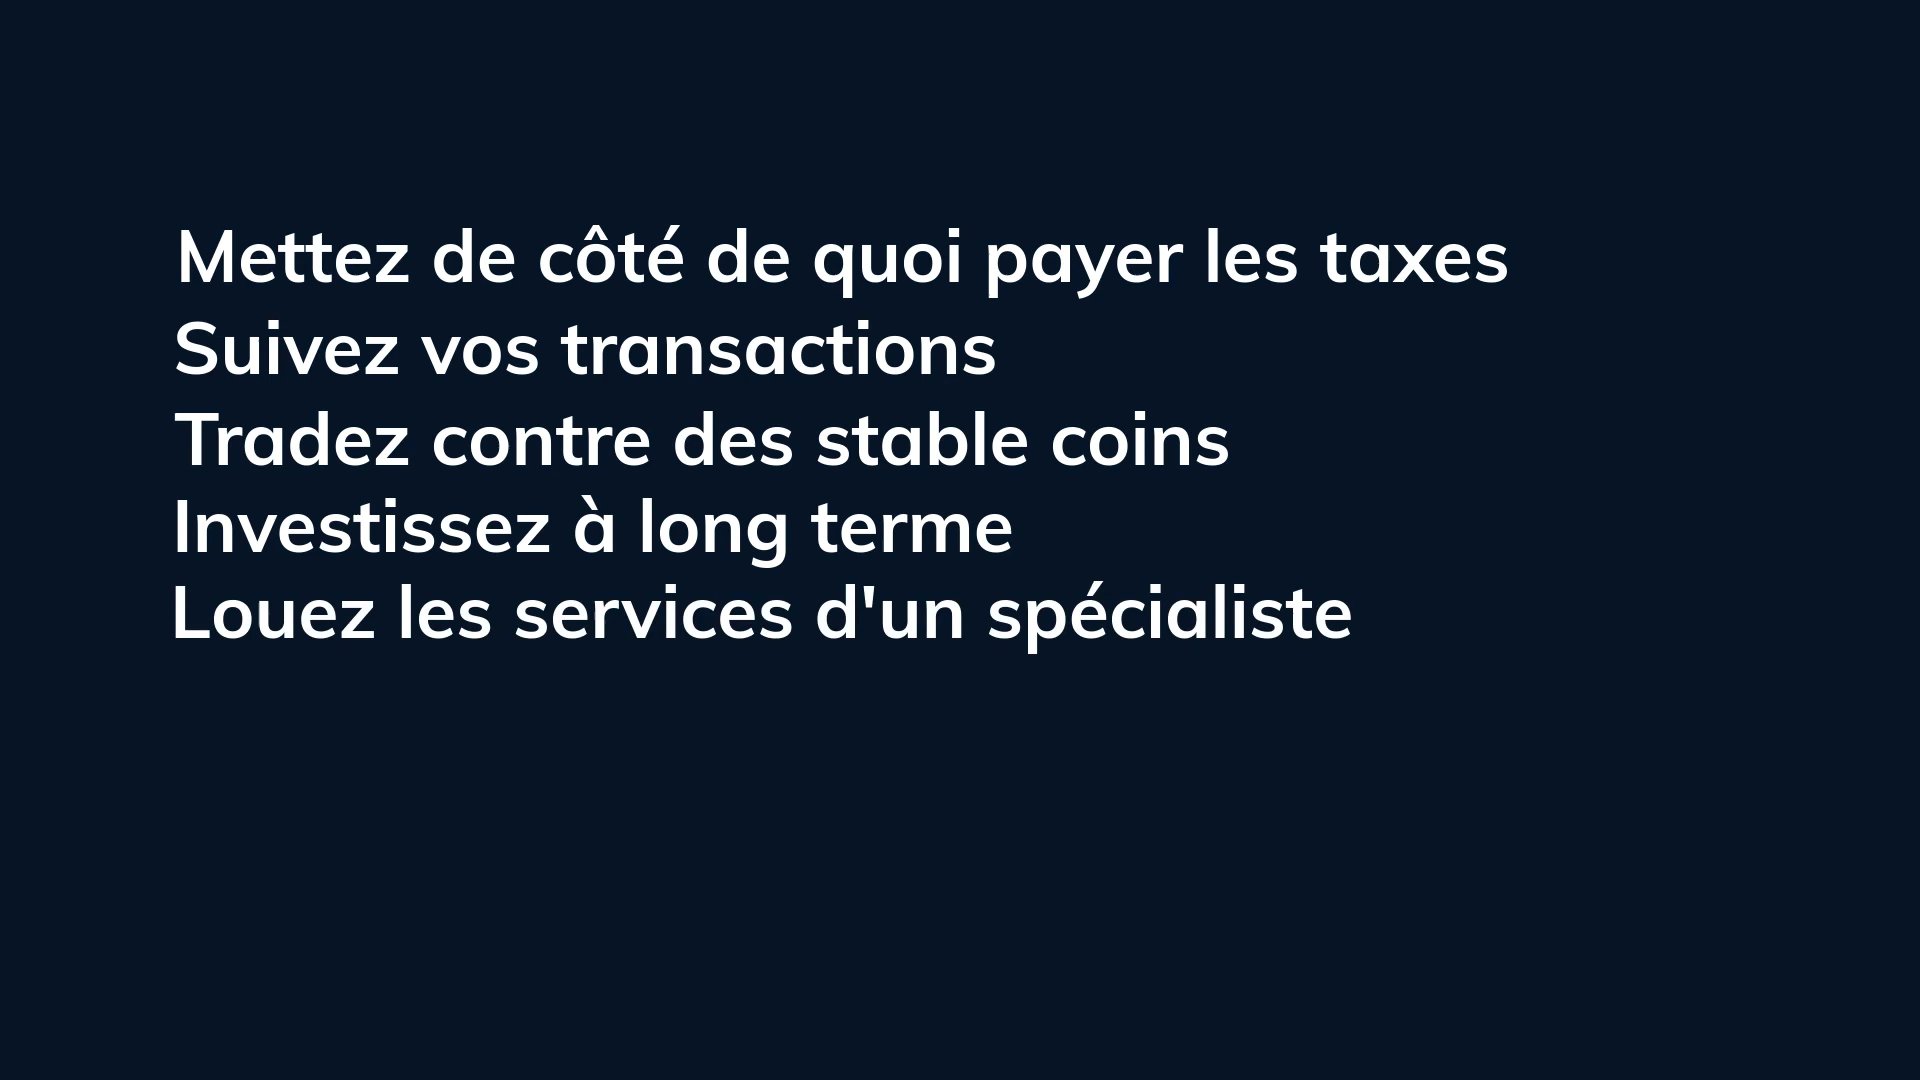 Mettez de côté de quoi payer les taxes
Suivez vos transactions
Tradez contre des stable coins
Investissez à long terme
Louez les services d'un spécialiste